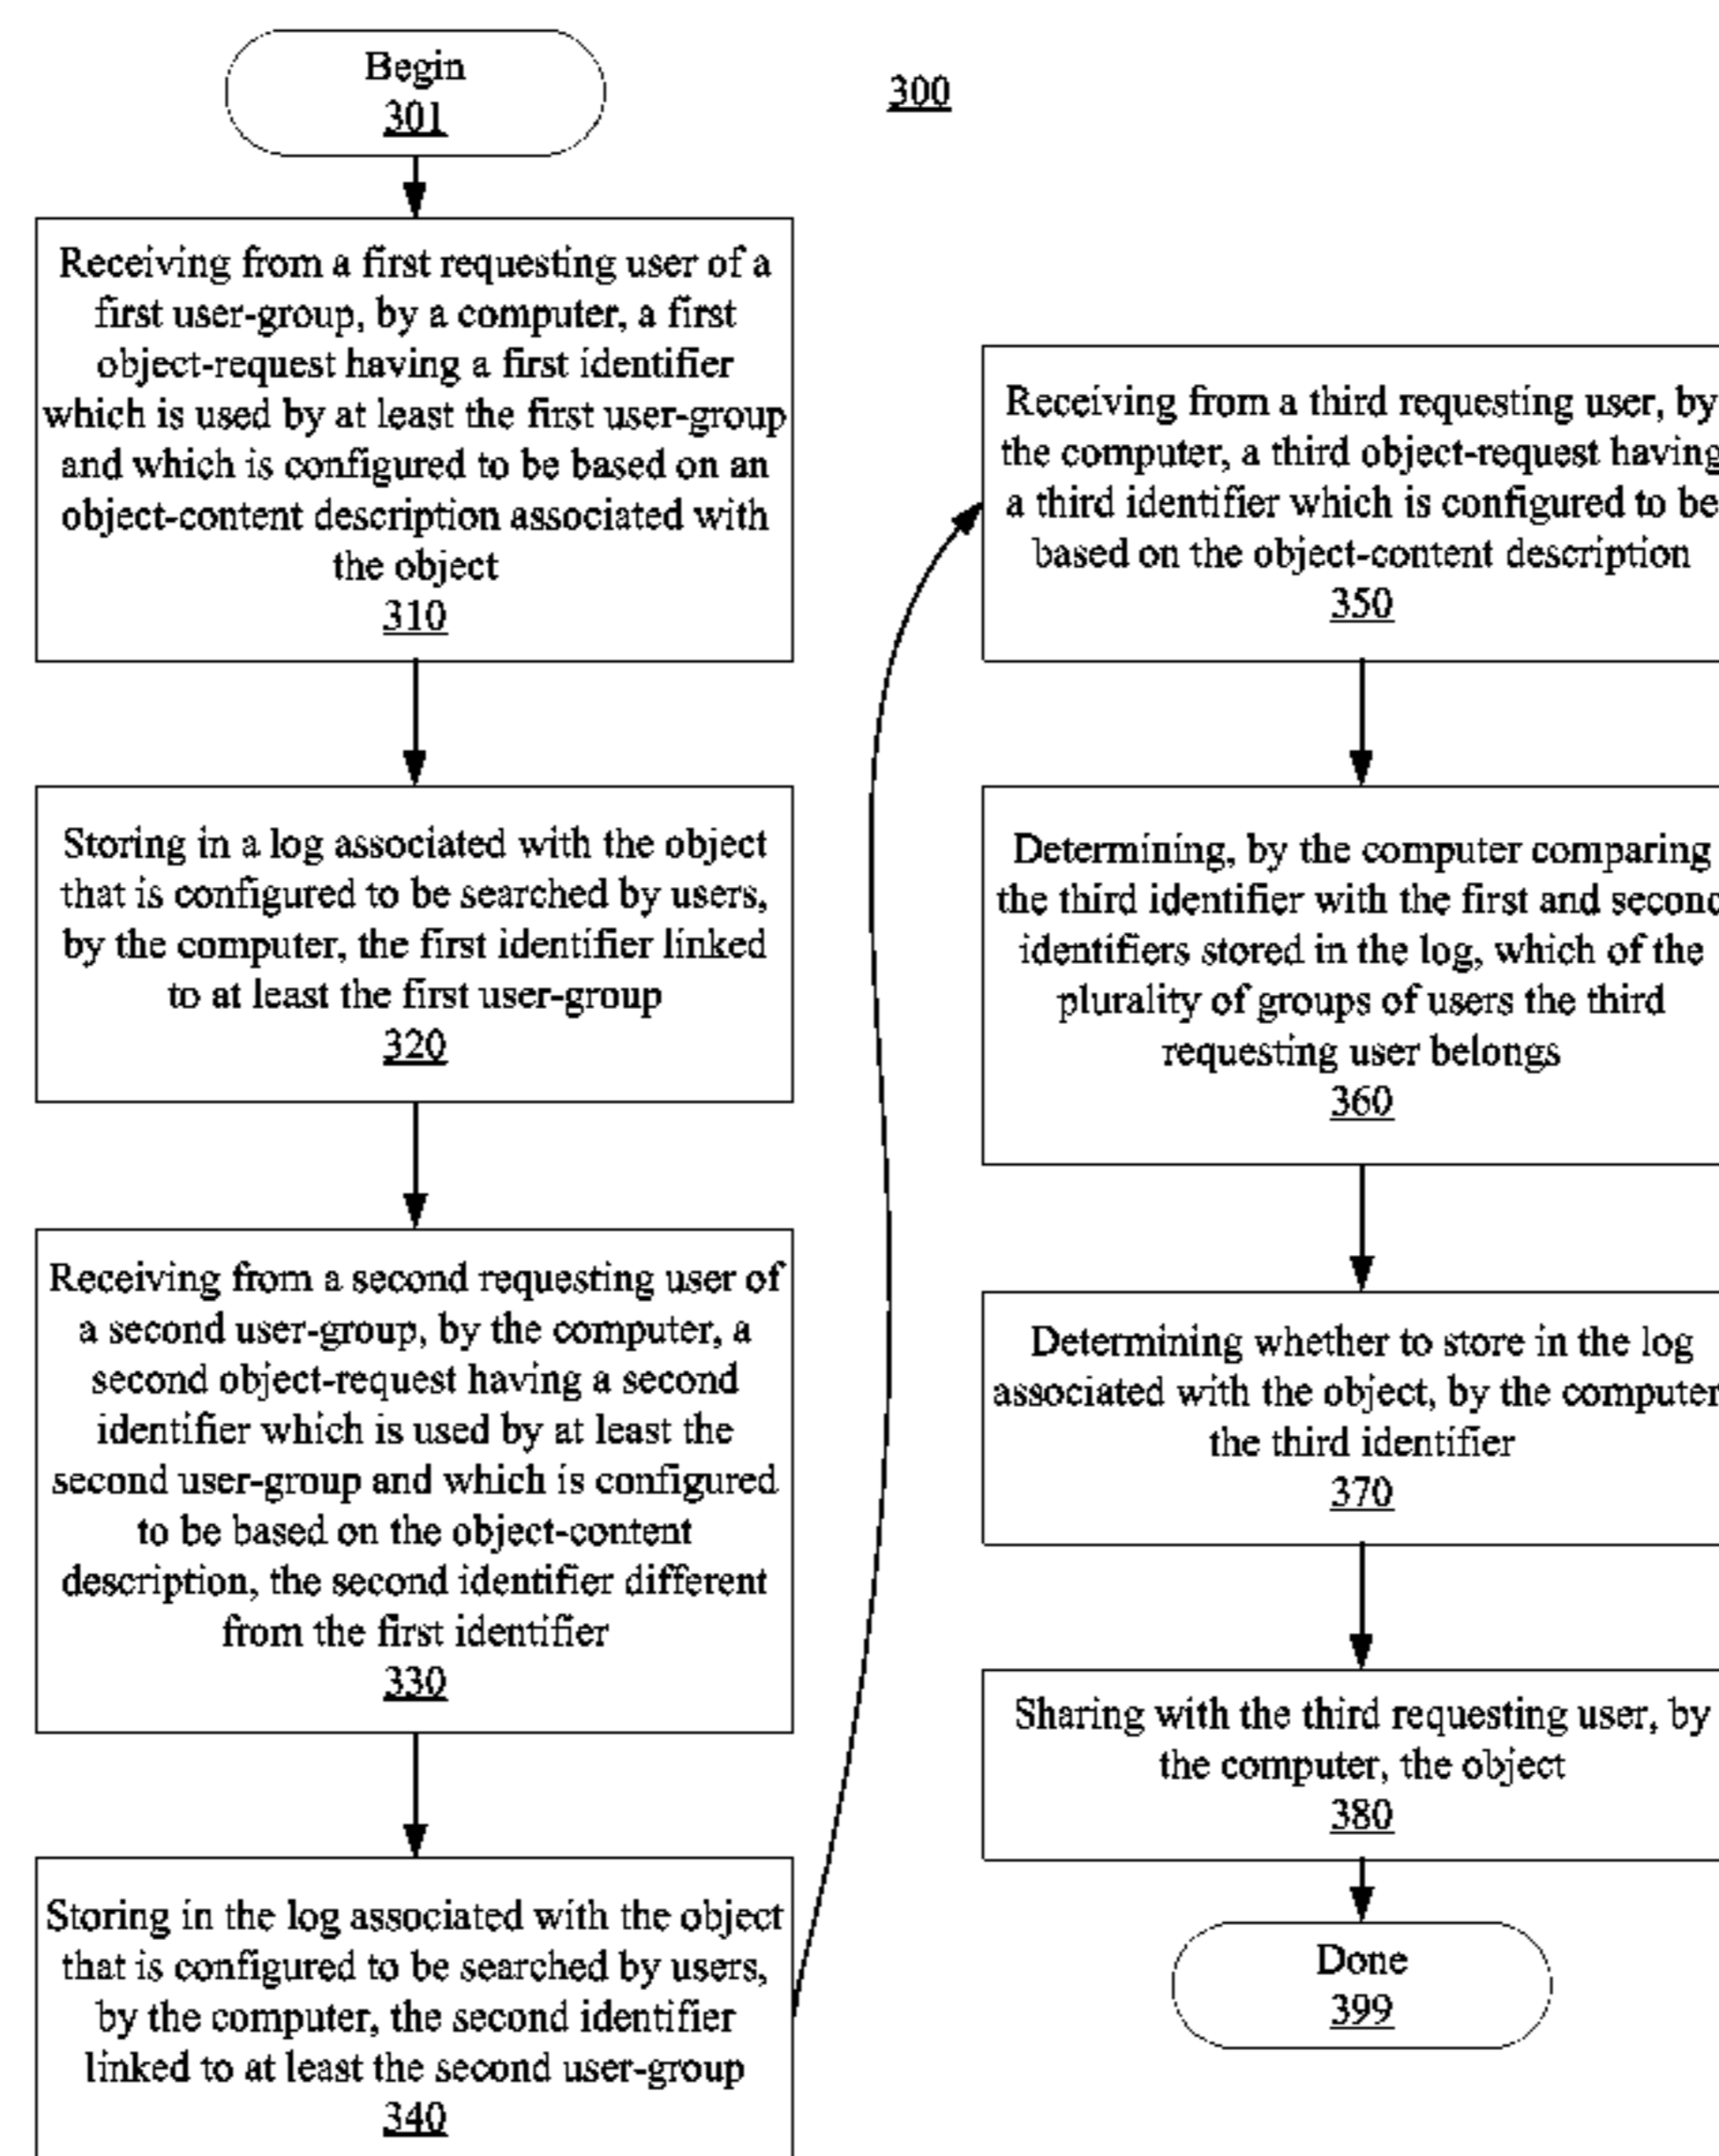 Begin
301
300
Receiving from a first requesting user of a
first user-group, by a computer, a first
object-request having a first identifier
which is used by at least the first user-group
and which is configured to be based on an
object-content description associated with
the object
310
Storing in a log associated with the object
that is configured to be searched by users,
by the computer, the first identifier linked
to at least the first user-group
320
Receiving from a second requesting user of
a second user-group, by the computer, a
second object-request having a second
identifier which is used by at least the
second user-group and which is configured
to be based on the object-content
description, the second identifier different
from the first identifier
330
Storing in the log associated with the object
that is configured to be searched by users,
by the computer, the second identifier
linked to at least the second user-group
340
Receiving from a third requesting user, by
the computer, a third object-request having
a third identifier which is configured to be
based on the object-content description
350
Determining, by the computer comparing
the third identifier with the first and second
identifiers stored in the log, which of the
plurality of groups of users the third
requesting user belongs
360
Determining whether to store in the log
associated with the object, by the computer
the third identifier
370
Sharing with the third requesting user, by
the computer, the object
380
Done
399